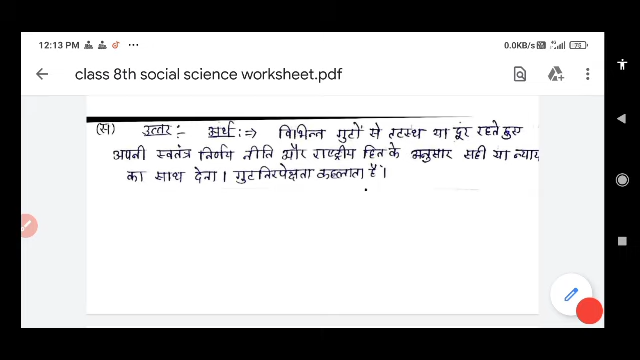 12:13 PM ... 0.0KB/s 75
class 8th social science worksheet.pdf
(स) उत्तर :- अर्थ :⇒ विभिन्न गुटों से तटस्थ या दूर रहते हुए
अपनी स्वतंत्र निर्णय नीति और राष्ट्रीय हित के अनुसार सही या न्याय
का साथ देना। गुट निरपेक्षता कहलाता है।